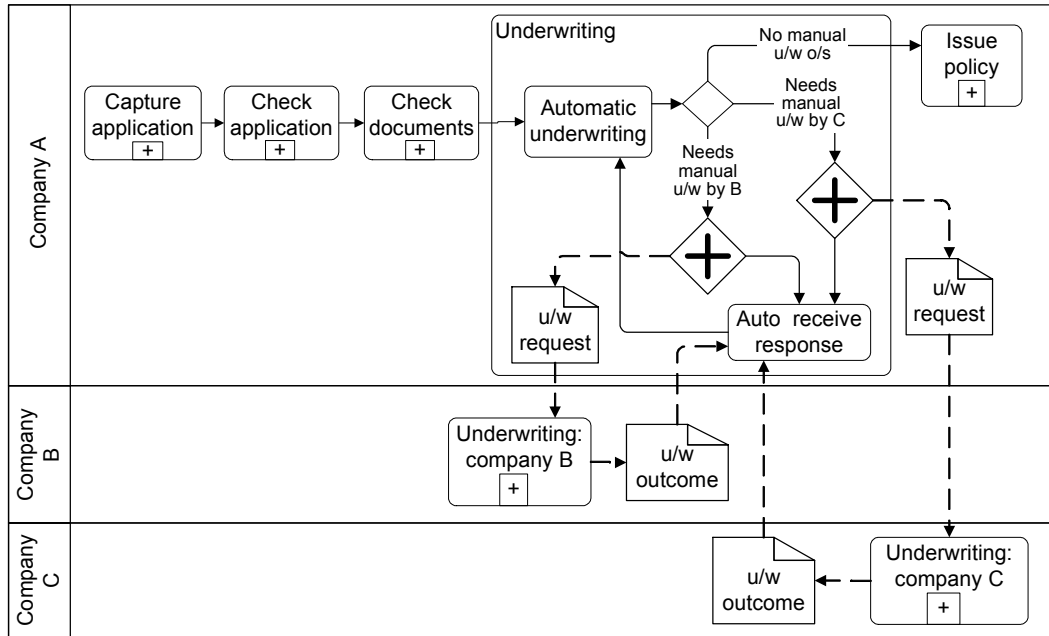 Company A
Underwriting
No manual
u/w o/s
Issue
policy
+
Capture
application
+
Check
application
+
Check
documents
+
Automatic
underwriting
Needs
manual
u/w by C
Needs
manual
u/w by B
u/w
request
u/w
request
Auto receive
response
Company
B
Underwriting:
company B
+
u/w
outcome
Company
C
u/w
outcome
Underwriting:
company C
+